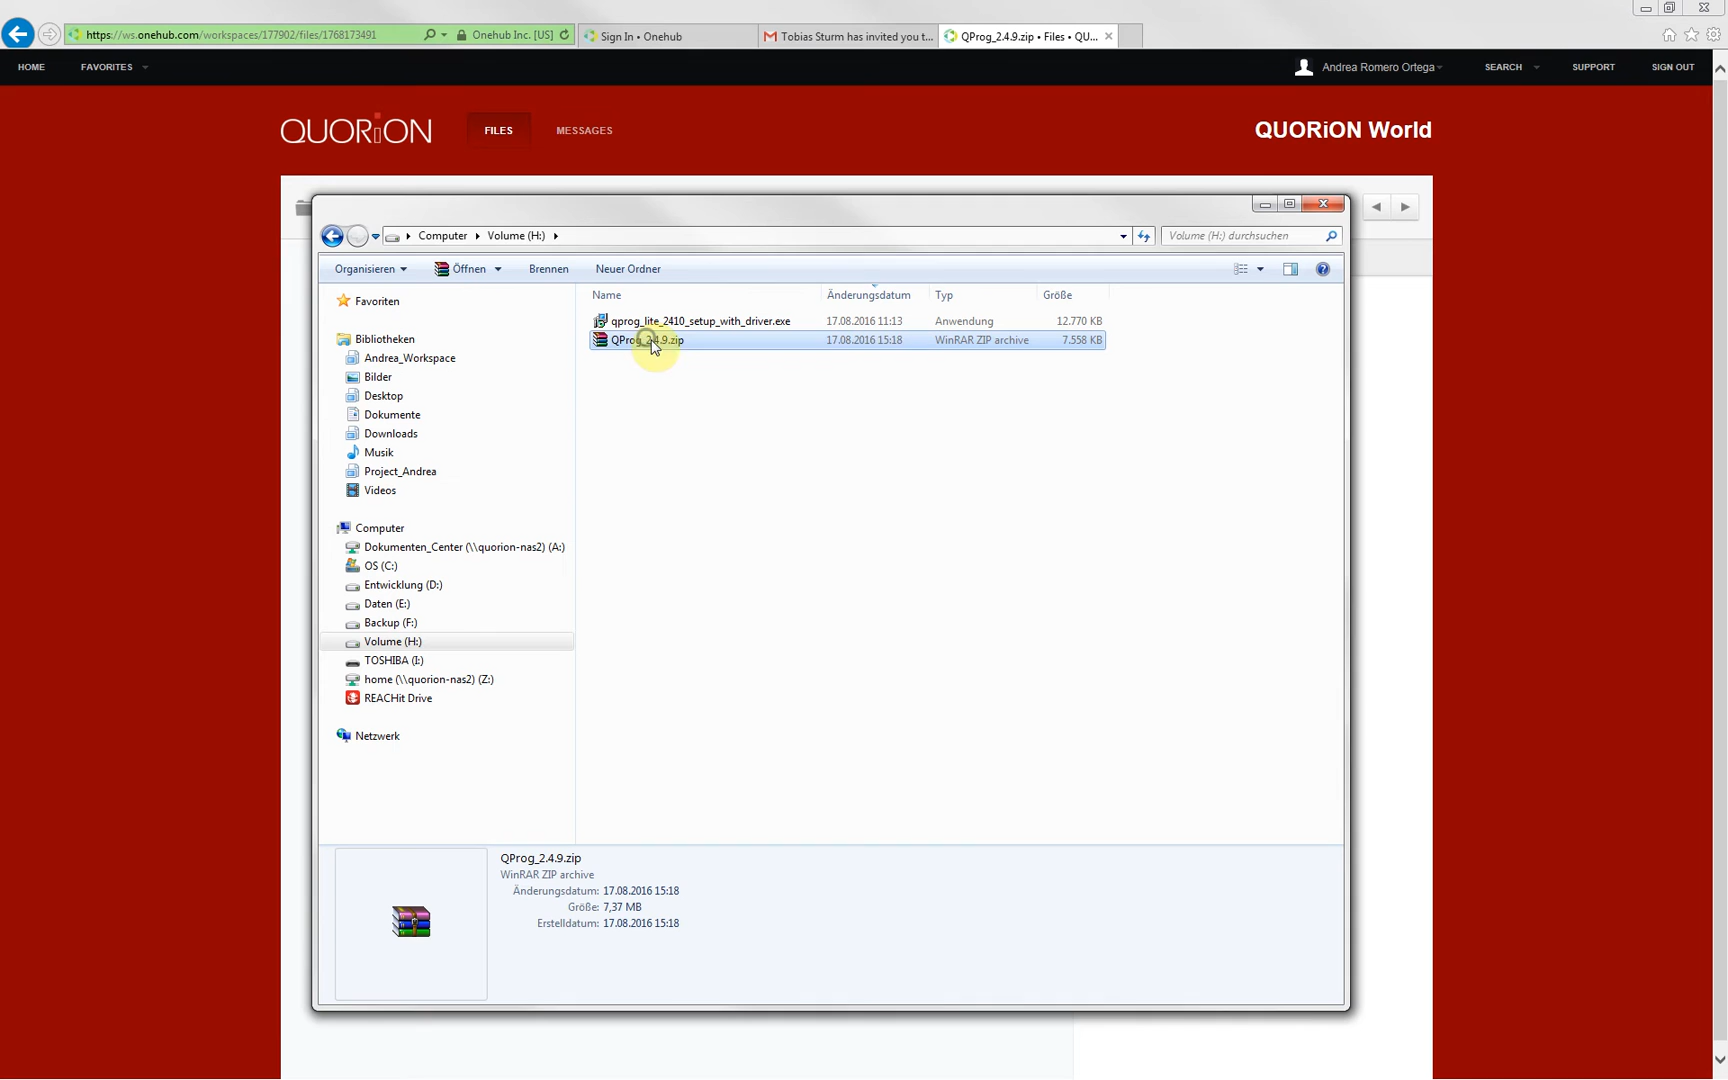 https://ws.onehub.com/workspaces/177902/files/1768173491
Onehub Inc. [US]
Sign In • Onehub
Tobias Sturm has invited you t...
QProg_2.4.9.zip • Files • QU...
HOME
FAVORITES
Andrea Romero Ortega
SEARCH
SUPPORT
SIGN OUT
QUORiON
FILES
MESSAGES
QUORiON World
Computer
Volume (H:)
Volume (H:) durchsuchen
Organisieren
Öffnen
Brennen
Neuer Ordner
Name
Änderungsdatum
Typ
Größe
qprog_lite_2410_setup_with_driver.exe 17.08.2016 11:13 Anwendung 12.770 KB
QProg_2.4.9.zip 17.08.2016 15:18 WinRAR ZIP archive 7.558 KB
Favoriten
Bibliotheken
Andrea_Workspace
Bilder
Desktop
Dokumente
Downloads
Musik
Project_Andrea
Videos
Computer
Dokumenten_Center (\\quorion-nas2) (A:)
OS (C:)
Entwicklung (D:)
Daten (E:)
Backup (F:)
Volume (H:)
TOSHIBA (I:)
home (\\quorion-nas2) (Z:)
REACHit Drive
Netzwerk
QProg_2.4.9.zip
WinRAR ZIP archive
Änderungsdatum: 17.08.2016 15:18
Größe: 7,37 MB
Erstelldatum: 17.08.2016 15:18